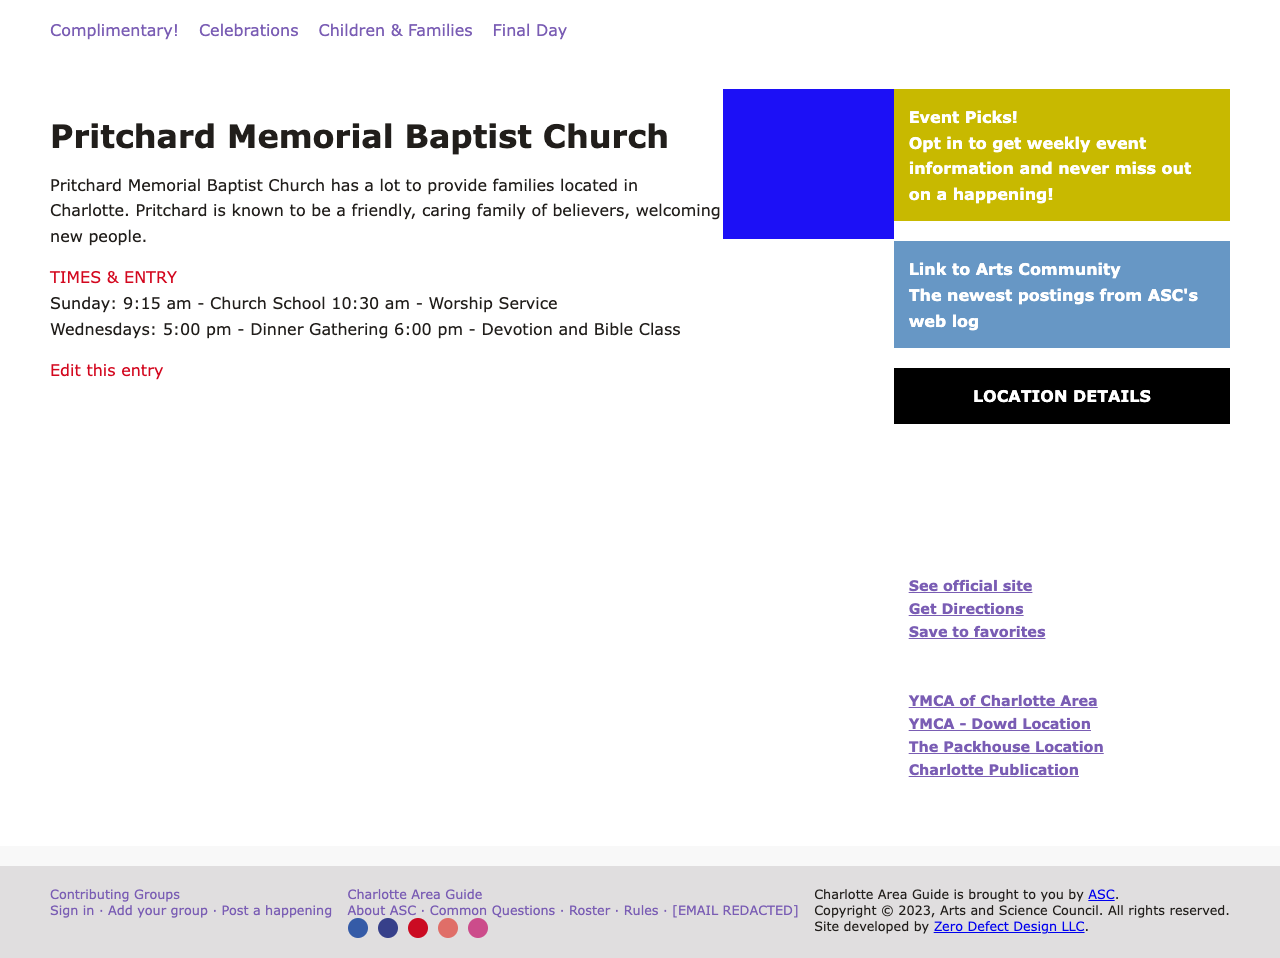 Complimentary! Celebrations Children & Families Final Day
Pritchard Memorial Baptist Church
Pritchard Memorial Baptist Church has a lot to provide families located in
Charlotte. Pritchard is known to be a friendly, caring family of believers, welcoming
new people.
TIMES & ENTRY
Sunday: 9:15 am - Church School 10:30 am - Worship Service
Wednesdays: 5:00 pm - Dinner Gathering 6:00 pm - Devotion and Bible Class
Edit this entry
Event Picks!
Opt in to get weekly event
information and never miss out
on a happening!
Link to Arts Community
The newest postings from ASC's
web log
LOCATION DETAILS
See official site
Get Directions
Save to favorites
YMCA of Charlotte Area
YMCA - Dowd Location
The Packhouse Location
Charlotte Publication
Contributing Groups
Sign in · Add your group · Post a happening
Charlotte Area Guide
About ASC · Common Questions · Roster · Rules · [EMAIL REDACTED]
Charlotte Area Guide is brought to you by ASC.
Copyright © 2023, Arts and Science Council. All rights reserved.
Site developed by Zero Defect Design LLC.